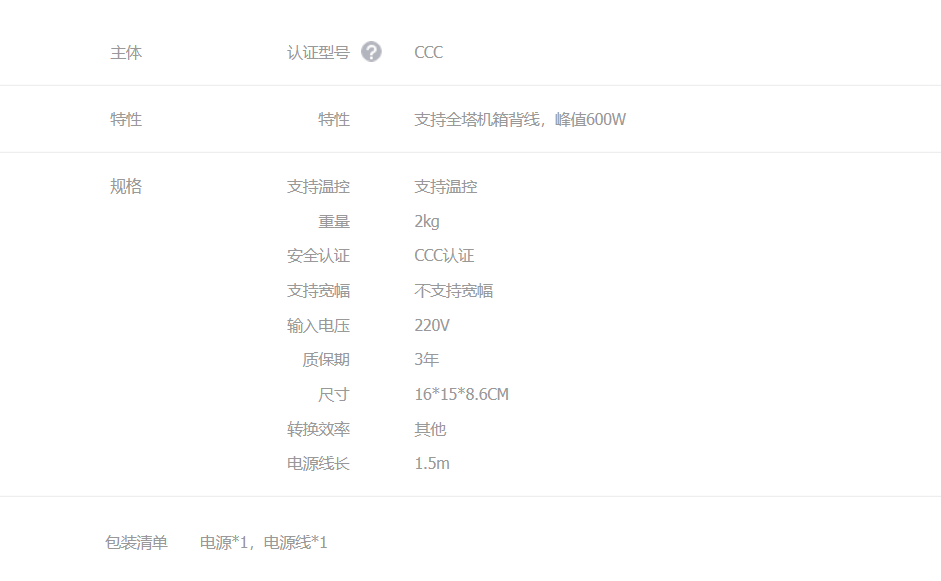 主体 认证型号 ? CCC
特性 特性 支持全塔机箱背线，峰值600W
规格 支持温控 支持温控
重量 2kg
安全认证 CCC认证
支持宽幅 不支持宽幅
输入电压 220V
质保期 3年
尺寸 16*15*8.6CM
转换效率 其他
电源线长 1.5m
包装清单 电源*1，电源线*1